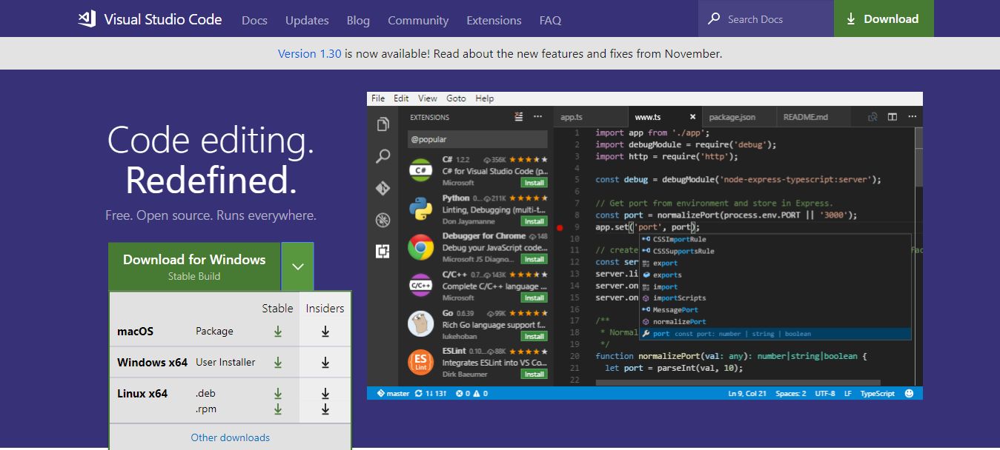 Visual Studio Code Docs Updates Blog Community Extensions FAQ Search Docs Download
Version 1.30 is now available! Read about the new features and fixes from November.
Code editing.
Redefined.
Free. Open source. Runs everywhere.
Download for Windows
Stable Build
Stable Insiders
macOS Package
Windows x64 User Installer
Linux x64 .deb
.rpm
Other downloads
File Edit View Goto Help
EXTENSIONS
@popular
C# 1.2.2 356K
C# for Visual Studio Code (p...
Microsoft Install
Python 0... 211K
Linting, Debugging (multi-t...
Don Jayamanne Install
Debugger for Chrome 148
Debug your JavaScript code...
Microsoft JS Diagno... Install
C/C++ 0.7... 143K
Complete C/C++ language ...
Microsoft Install
Go 0.6.39 99K
Rich Go language support f...
lukehoban Install
ESLint 0.10... 88K
Integrates ESLint into VS Co...
Dirk Baeumer Install
C#
C/C++
ES
Lint
app.ts www.ts package.json README.md
1 import app from './app';
2 import debugModule = require('debug');
3 import http = require('http');
4
5 const debug = debugModule('node-express-typescript:server');
6
7 // Get port from environment and store in Express.
8 const port = normalizePort(process.env.PORT || '3000');
9 app.set('port', port);
10
11 // create
12 const ser
13 server.li
14 server.on
15 server.on
16
17 /**
18 * Normal
19 */
20 function normalizePort(val: any): number|string|boolean {
21 let port = parseInt(val, 10);
22
CSSImportRule
CSSSupportsRule
export
exports
import
importScripts
MessagePort
normalizePort
port const port: number | string | boolean
master 1↓ 13↑ 0 0 Ln 9, Col 21 Spaces: 2 UTF-8 LF TypeScript